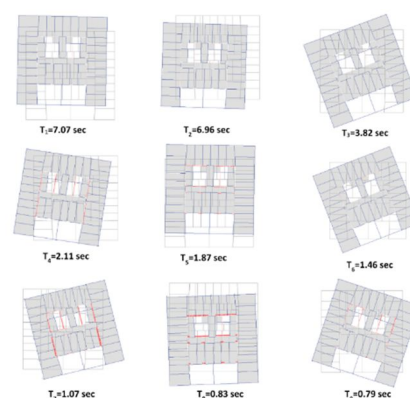 T₁=7.07 sec
T₂=6.96 sec
T₃=3.82 sec
T₄=2.11 sec
T₅=1.87 sec
T₆=1.46 sec
T₋=1.07 sec
T₋=0.83 sec
T₋=0.79 sec